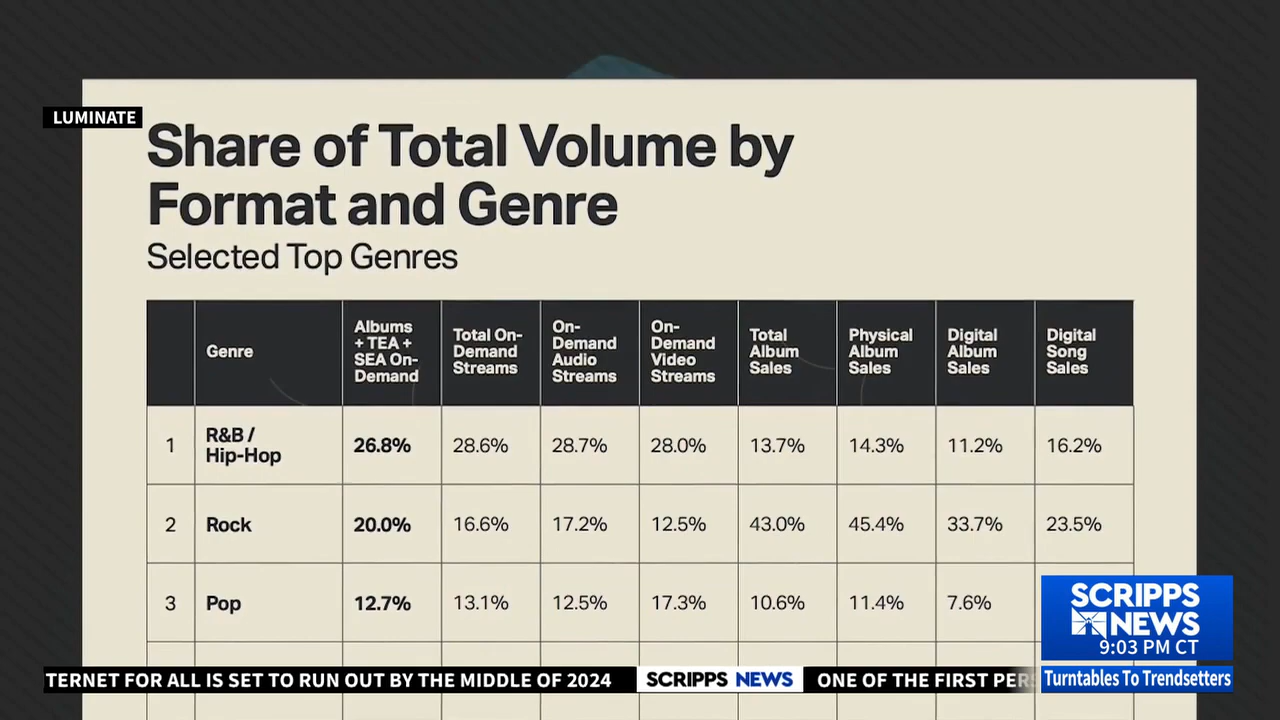 LUMINATE
Share of Total Volume by
Format and Genre
Selected Top Genres
Genre
Albums
+ TEA +
SEA On-
Demand
Total On-
Demand
Streams
On-
Demand
Audio
Streams
On-
Demand
Video
Streams
Total
Album
Sales
Physical
Album
Sales
Digital
Album
Sales
Digital
Song
Sales
1 R&B / Hip-Hop 26.8% 28.6% 28.7% 28.0% 13.7% 14.3% 11.2% 16.2%
2 Rock 20.0% 16.6% 17.2% 12.5% 43.0% 45.4% 33.7% 23.5%
3 Pop 12.7% 13.1% 12.5% 17.3% 10.6% 11.4% 7.6%
SCRIPPS
NEWS
9:03 PM CT
TERNET FOR ALL IS SET TO RUN OUT BY THE MIDDLE OF 2024 SCRIPPS NEWS ONE OF THE FIRST PERS
Turntables To Trendsetters